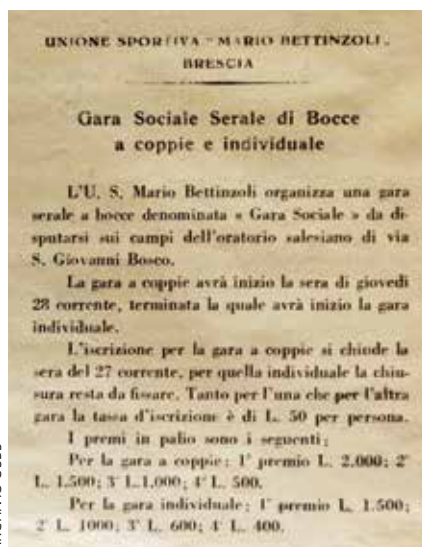 UNIONE SPORTIVA "MARIO BETTINZOLI„
BRESCIA
Gara Sociale Serale di Bocce
a coppie e individuale
L'U. S. Mario Bettinzoli organizza una gara
serale a bocce denominata « Gara Sociale » da di-
sputarsi sui campi dell'oratorio salesiano di via
S. Giovanni Bosco.
La gara a coppie avrà inizio la sera di giovedì
28 corrente, terminata la quale avrà inizio la gara
individuale.
L'iscrizione per la gara a coppie si chiude la
sera del 27 corrente, per quella individuale la chiu-
sura resta da fissare. Tanto per l'una che per l'altra
gara la tassa d'iscrizione è di L. 50 per persona.
I premi in palio sono i seguenti:
Per la gara a coppie: 1° premio L. 2.000; 2°
L. 1.500; 3° L.1.000; 4° L. 500.
Per la gara individuale: 1° premio L. 1.500;
2° L. 1000; 3° L. 600; 4° L. 400.